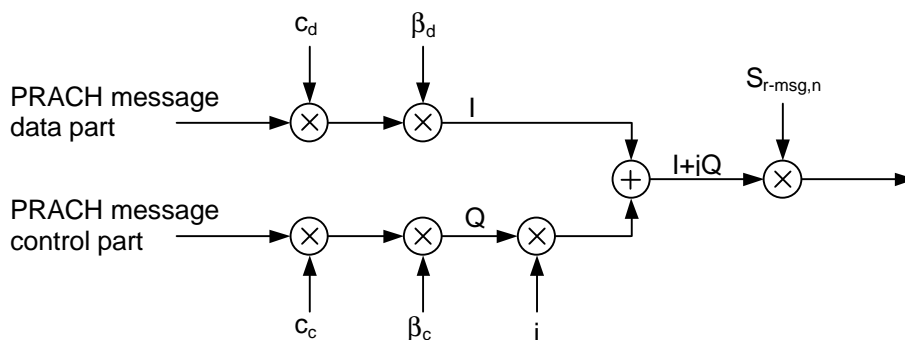 c_d
β_d
S_r-msg,n
PRACH message
data part
I
I+jQ
PRACH message
control part
Q
c_c
β_c
j